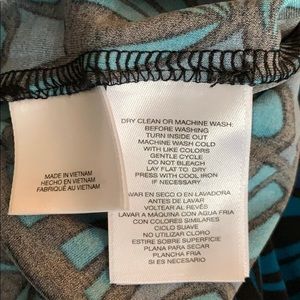 MADE IN VIETNAM
HECHO EN VIETNAM
FABRIQUÉ AU VIETNAM
DRY CLEAN OR MACHINE WASH:
BEFORE WASHING
TURN INSIDE OUT
MACHINE WASH COLD
WITH LIKE COLORS
GENTLE CYCLE
DO NOT BLEACH
LAY FLAT TO DRY
PRESS WITH COOL IRON
IF NECESSARY
LAVAR EN SECO O EN LAVADORA
ANTES DE LAVAR
VOLTEAR AL REVÉS
LAVAR A MÁQUINA CON AGUA FRIA
CON COLORES SIMILARES
CICLO SUAVE
NO UTILIZAR CLORO
ESTIRE SOBRE SUPERFICIE
PLANA PARA SECAR
PLANCHA FRIA
SI ES NECESARIO